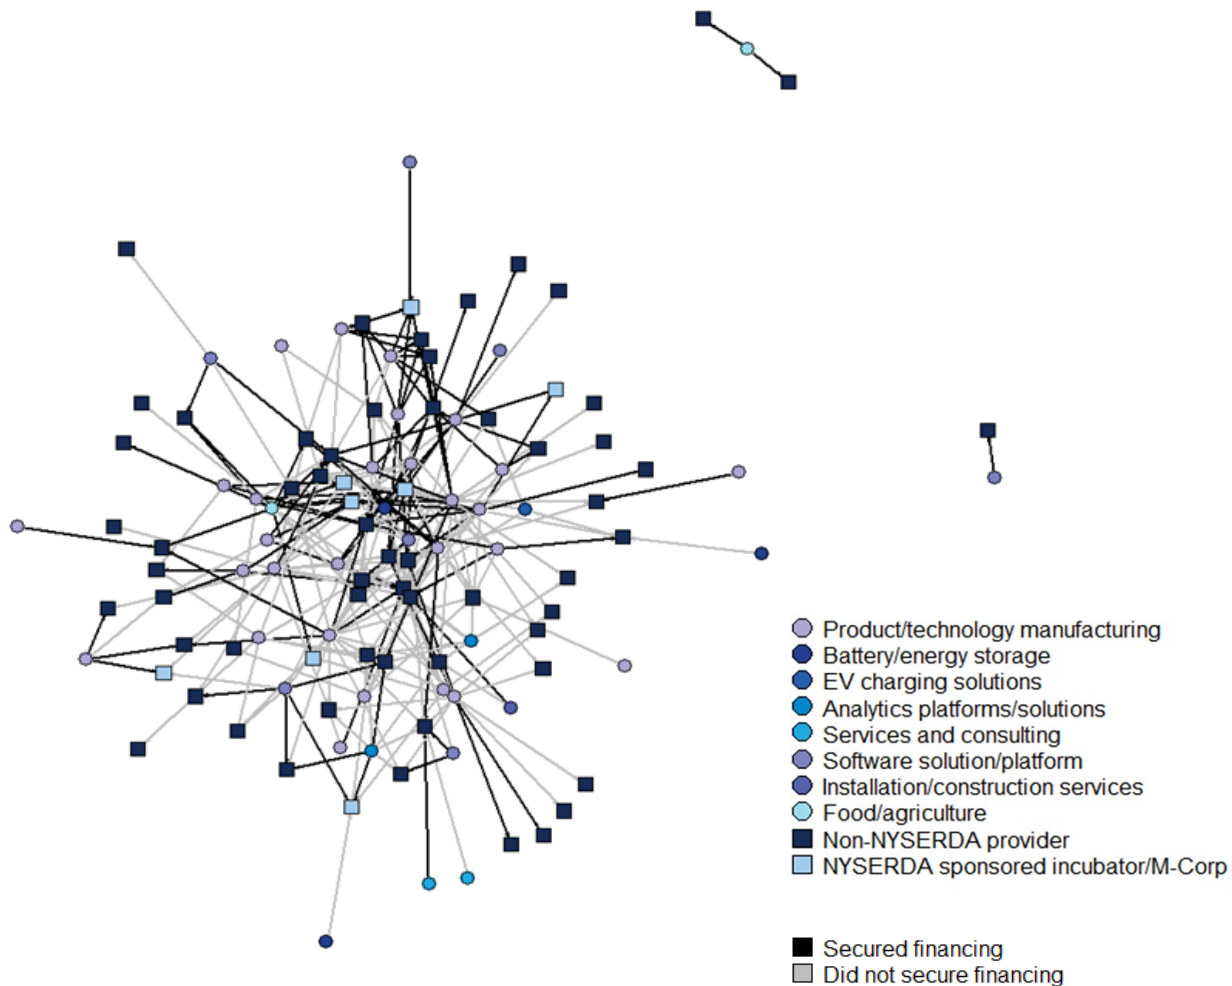 Product/technology manufacturing
Battery/energy storage
EV charging solutions
Analytics platforms/solutions
Services and consulting
Software solution/platform
Installation/construction services
Food/agriculture
Non-NYSERDA provider
NYSERDA sponsored incubator/M-Corp
Secured financing
Did not secure financing